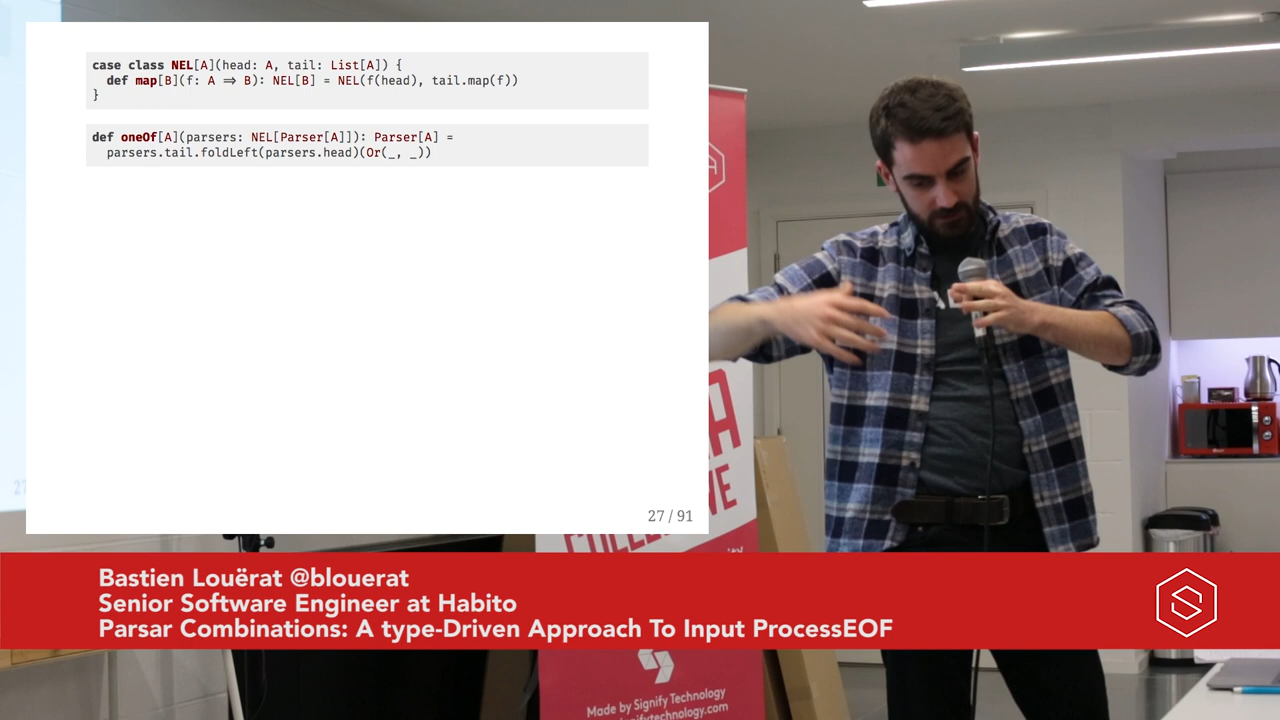 case class NEL[A](head: A, tail: List[A]) {
  def map[B](f: A ⇒ B): NEL[B] = NEL(f(head), tail.map(f))
}
def oneOf[A](parsers: NEL[Parser[A]]): Parser[A] =
  parsers.tail.foldLeft(parsers.head)(Or(_, _))
27 / 91
27
Bastien Louërat @blouerat
Senior Software Engineer at Habito
Parsar Combinations: A type-Driven Approach To Input ProcessEOF
Made by Signify Technology